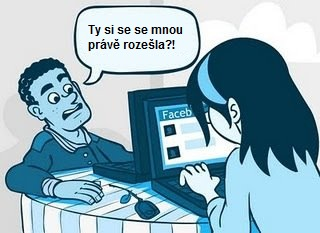 Ty si se se mnou
právě rozešla?!
Faceb